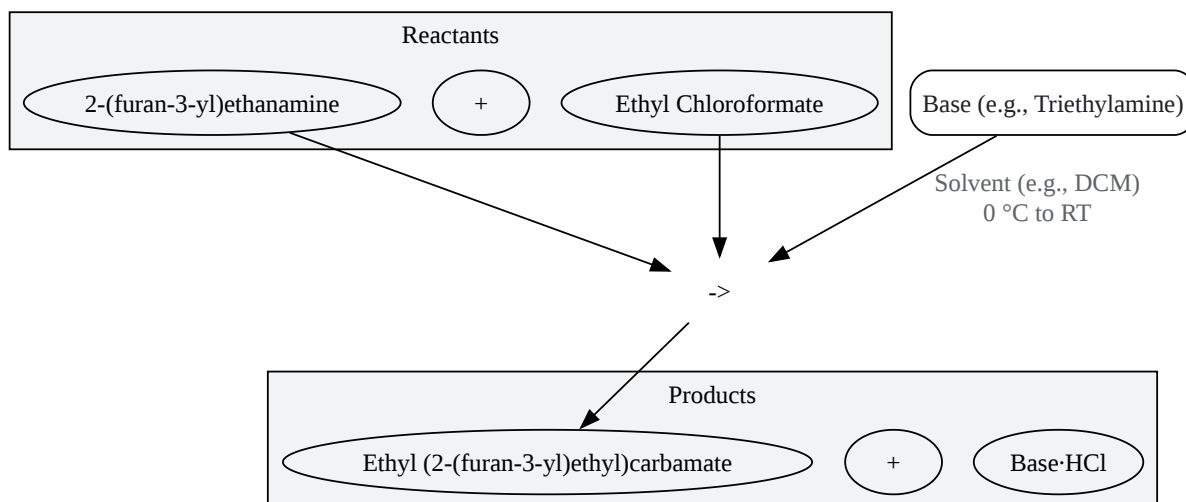 Reactants
2-(furan-3-yl)ethanamine
+
Ethyl Chloroformate
Base (e.g., Triethylamine)
Solvent (e.g., DCM)
0 °C to RT
->
Products
Ethyl (2-(furan-3-yl)ethyl)carbamate
+
Base·HCl